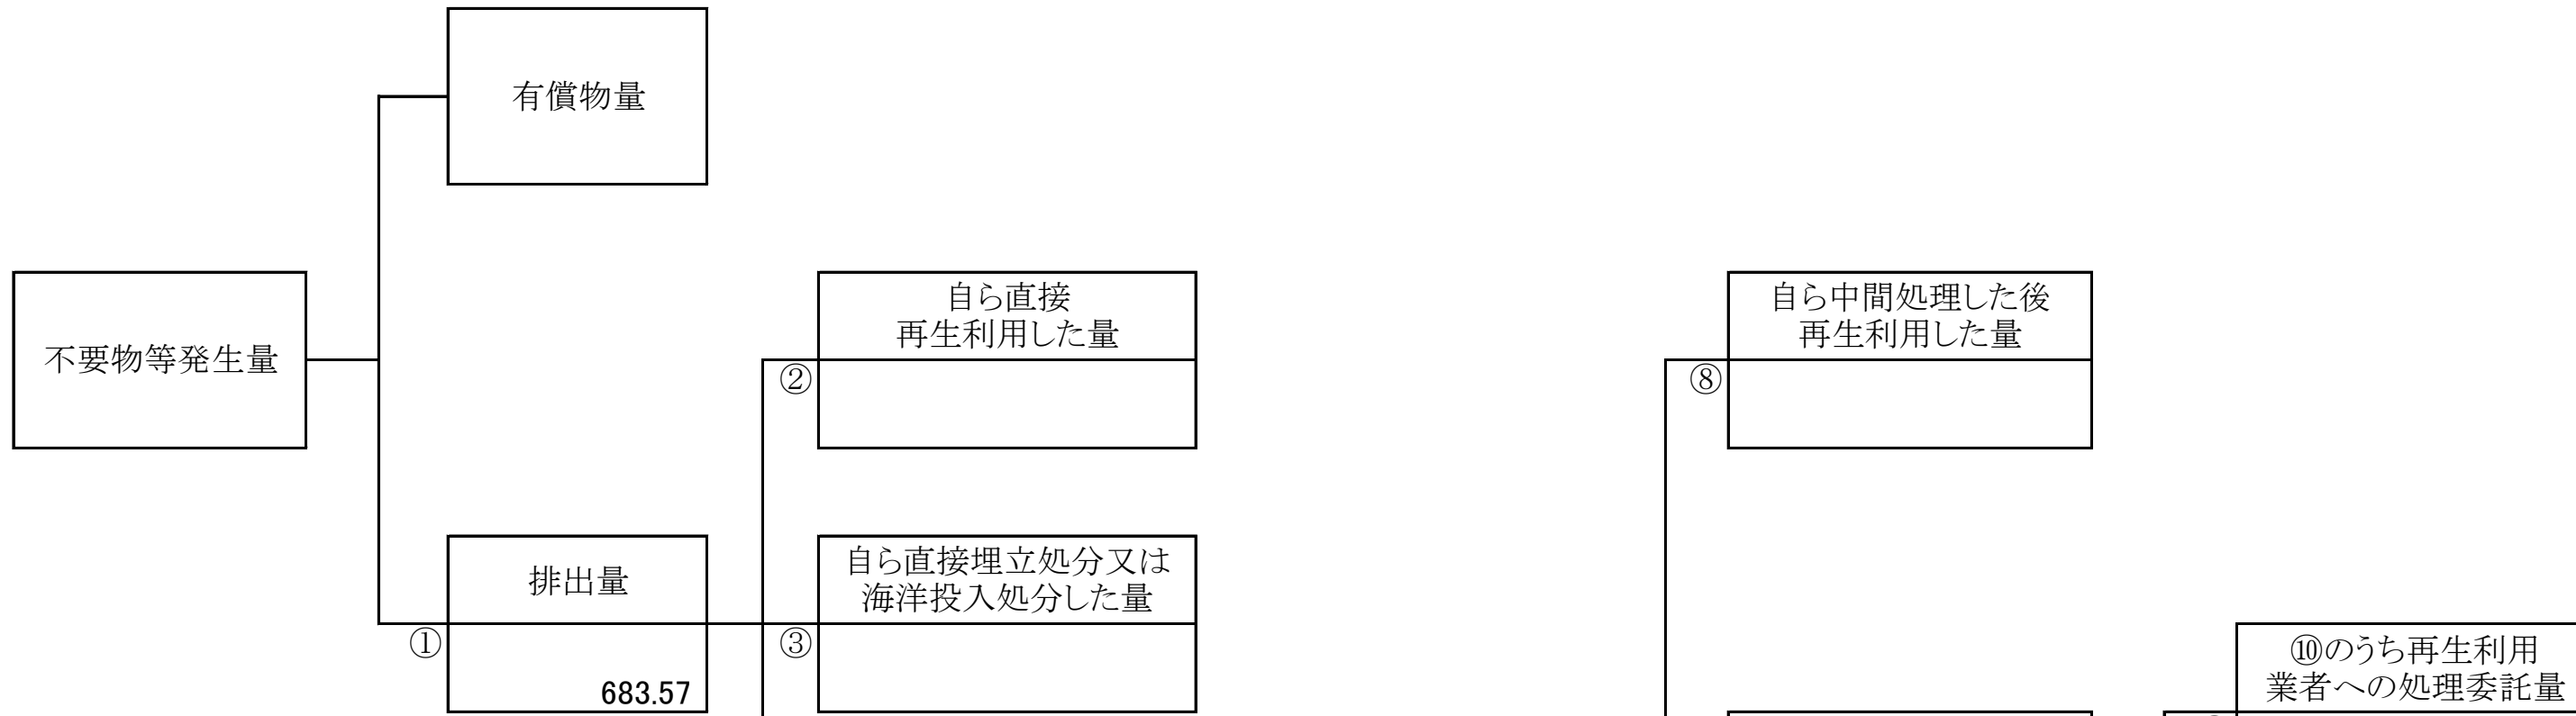 有償物量
不要物等発生量
自ら直接
再生利用した量
②
自ら中間処理した後
再生利用した量
⑧
排出量
①
683.57
自ら直接埋立処分又は
海洋投入処分した量
③
⑩のうち再生利用
業者への処理委託量